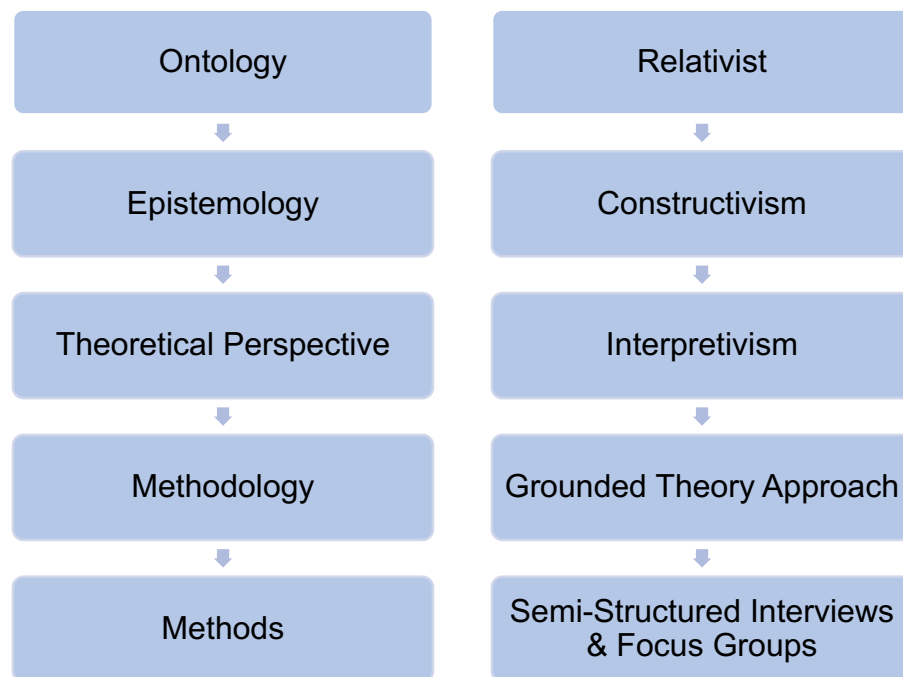 Ontology
Relativist
Epistemology
Constructivism
Theoretical Perspective
Interpretivism
Methodology
Grounded Theory Approach
Methods
Semi-Structured Interviews
& Focus Groups